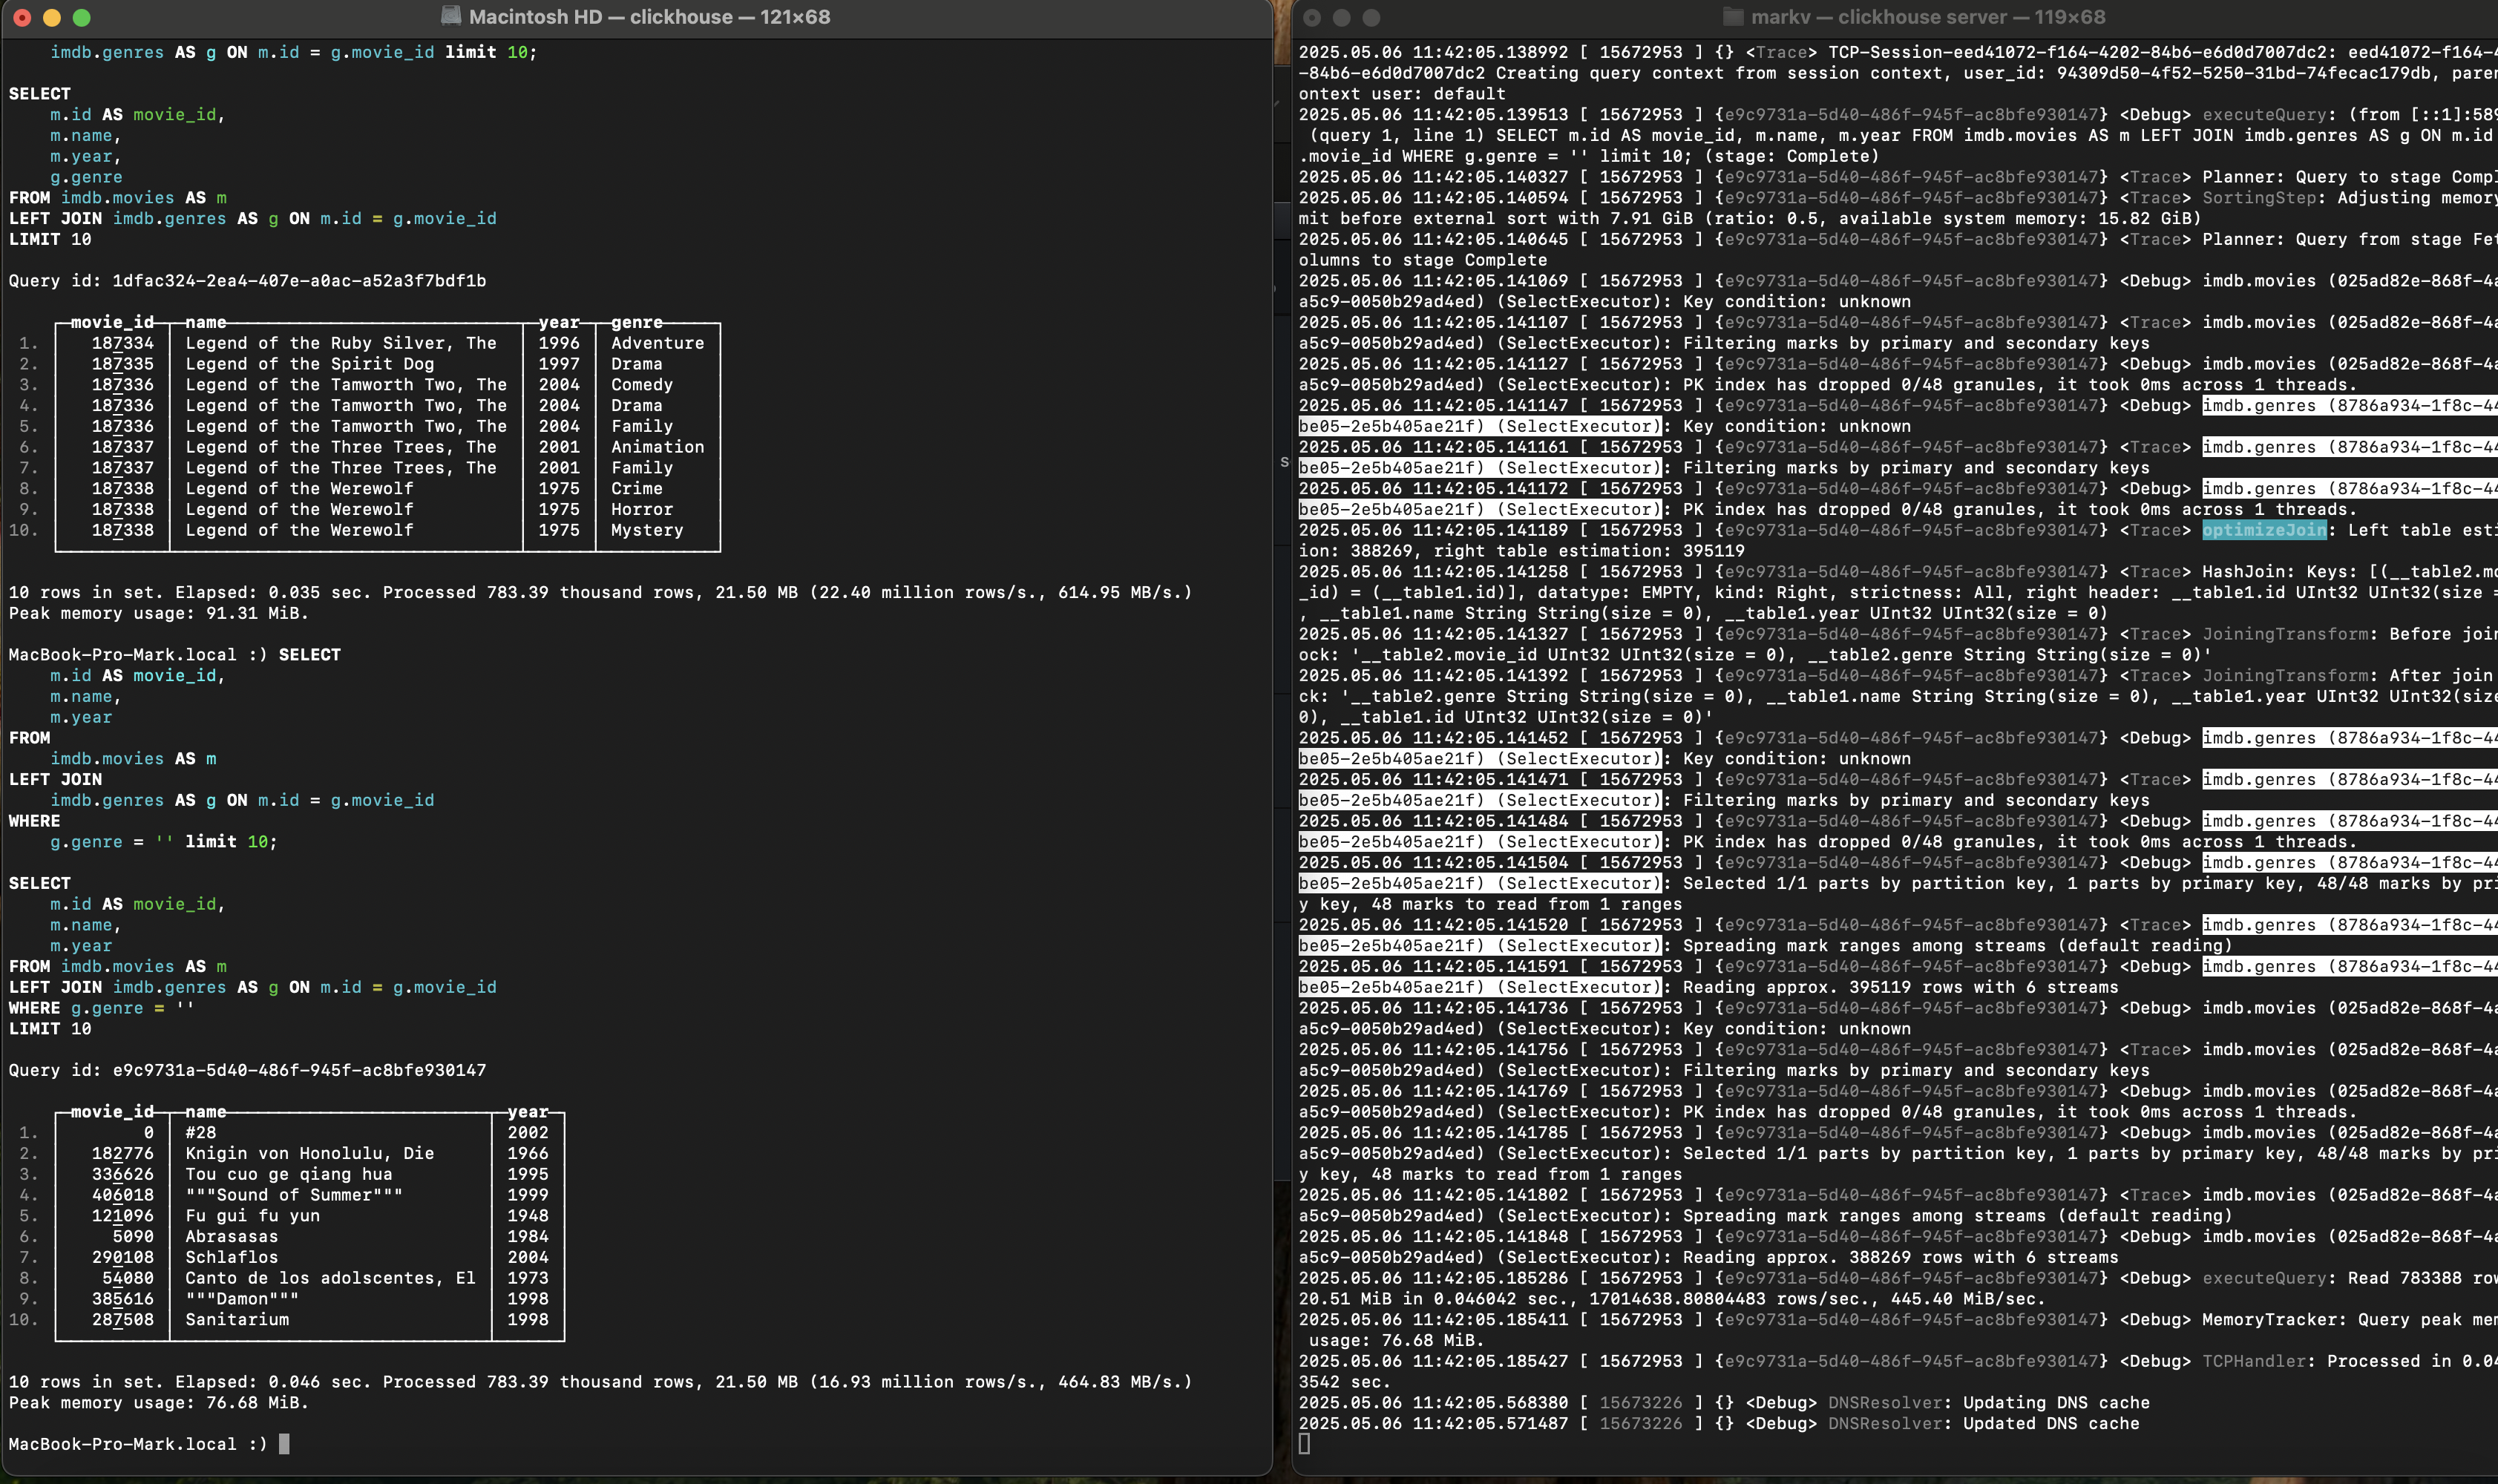 Macintosh HD — clickhouse — 121×68
    imdb.genres AS g ON m.id = g.movie_id limit 10;
SELECT
    m.id AS movie_id,
    m.name,
    m.year,
    g.genre
FROM imdb.movies AS m
LEFT JOIN imdb.genres AS g ON m.id = g.movie_id
LIMIT 10
Query id: 1dfac324-2ea4-407e-a0ac-a52a3f7bdf1b
movie_id name year genre
1. 187334 Legend of the Ruby Silver, The 1996 Adventure
2. 187335 Legend of the Spirit Dog 1997 Drama
3. 187336 Legend of the Tamworth Two, The 2004 Comedy
4. 187336 Legend of the Tamworth Two, The 2004 Drama
5. 187336 Legend of the Tamworth Two, The 2004 Family
6. 187337 Legend of the Three Trees, The 2001 Animation
7. 187337 Legend of the Three Trees, The 2001 Family
8. 187338 Legend of the Werewolf 1975 Crime
9. 187338 Legend of the Werewolf 1975 Horror
10. 187338 Legend of the Werewolf 1975 Mystery
10 rows in set. Elapsed: 0.035 sec. Processed 783.39 thousand rows, 21.50 MB (22.40 million rows/s., 614.95 MB/s.)
Peak memory usage: 91.31 MiB.
MacBook-Pro-Mark.local :) SELECT
    m.id AS movie_id,
    m.name,
    m.year
FROM
    imdb.movies AS m
LEFT JOIN
    imdb.genres AS g ON m.id = g.movie_id
WHERE
    g.genre = '' limit 10;
SELECT
    m.id AS movie_id,
    m.name,
    m.year
FROM imdb.movies AS m
LEFT JOIN imdb.genres AS g ON m.id = g.movie_id
WHERE g.genre = ''
LIMIT 10
Query id: e9c9731a-5d40-486f-945f-ac8bfe930147
movie_id name year
1. 0 #28 2002
2. 182776 Knigin von Honolulu, Die 1966
3. 336626 Tou cuo ge qiang hua 1995
4. 406018 """Sound of Summer""" 1999
5. 121096 Fu gui fu yun 1948
6. 5090 Abrasasas 1984
7. 290108 Schlaflos 2004
8. 54080 Canto de los adolscentes, El 1973
9. 385616 """Damon""" 1998
10. 287508 Sanitarium 1998
10 rows in set. Elapsed: 0.046 sec. Processed 783.39 thousand rows, 21.50 MB (16.93 million rows/s., 464.83 MB/s.)
Peak memory usage: 76.68 MiB.
MacBook-Pro-Mark.local :)
markv — clickhouse server — 119×68
2025.05.06 11:42:05.138992 [ 15672953 ] {} <Trace> TCP-Session-eed41072-f164-4202-84b6-e6d0d7007dc2: eed41072-f164-4
-84b6-e6d0d7007dc2 Creating query context from session context, user_id: 94309d50-4f52-5250-31bd-74fecac179db, paren
ontext user: default
2025.05.06 11:42:05.139513 [ 15672953 ] {e9c9731a-5d40-486f-945f-ac8bfe930147} <Debug> executeQuery: (from [::1]:589
 (query 1, line 1) SELECT m.id AS movie_id, m.name, m.year FROM imdb.movies AS m LEFT JOIN imdb.genres AS g ON m.id
.movie_id WHERE g.genre = '' limit 10; (stage: Complete)
2025.05.06 11:42:05.140327 [ 15672953 ] {e9c9731a-5d40-486f-945f-ac8bfe930147} <Trace> Planner: Query to stage Compl
2025.05.06 11:42:05.140594 [ 15672953 ] {e9c9731a-5d40-486f-945f-ac8bfe930147} <Trace> SortingStep: Adjusting memory
mit before external sort with 7.91 GiB (ratio: 0.5, available system memory: 15.82 GiB)
2025.05.06 11:42:05.140645 [ 15672953 ] {e9c9731a-5d40-486f-945f-ac8bfe930147} <Trace> Planner: Query from stage Fet
olumns to stage Complete
2025.05.06 11:42:05.141069 [ 15672953 ] {e9c9731a-5d40-486f-945f-ac8bfe930147} <Debug> imdb.movies (025ad82e-868f-4a
a5c9-0050b29ad4ed) (SelectExecutor): Key condition: unknown
2025.05.06 11:42:05.141107 [ 15672953 ] {e9c9731a-5d40-486f-945f-ac8bfe930147} <Trace> imdb.movies (025ad82e-868f-4a
a5c9-0050b29ad4ed) (SelectExecutor): Filtering marks by primary and secondary keys
2025.05.06 11:42:05.141127 [ 15672953 ] {e9c9731a-5d40-486f-945f-ac8bfe930147} <Debug> imdb.movies (025ad82e-868f-4a
a5c9-0050b29ad4ed) (SelectExecutor): PK index has dropped 0/48 granules, it took 0ms across 1 threads.
2025.05.06 11:42:05.141147 [ 15672953 ] {e9c9731a-5d40-486f-945f-ac8bfe930147} <Debug> imdb.genres (8786a934-1f8c-44
be05-2e5b405ae21f) (SelectExecutor): Key condition: unknown
2025.05.06 11:42:05.141161 [ 15672953 ] {e9c9731a-5d40-486f-945f-ac8bfe930147} <Trace> imdb.genres (8786a934-1f8c-44
be05-2e5b405ae21f) (SelectExecutor): Filtering marks by primary and secondary keys
2025.05.06 11:42:05.141172 [ 15672953 ] {e9c9731a-5d40-486f-945f-ac8bfe930147} <Debug> imdb.genres (8786a934-1f8c-44
be05-2e5b405ae21f) (SelectExecutor): PK index has dropped 0/48 granules, it took 0ms across 1 threads.
2025.05.06 11:42:05.141189 [ 15672953 ] {e9c9731a-5d40-486f-945f-ac8bfe930147} <Trace> optimizeJoin: Left table esti
ion: 388269, right table estimation: 395119
2025.05.06 11:42:05.141258 [ 15672953 ] {e9c9731a-5d40-486f-945f-ac8bfe930147} <Trace> HashJoin: Keys: [(__table2.mo
_id) = (__table1.id)], datatype: EMPTY, kind: Right, strictness: All, right header: __table1.id UInt32 UInt32(size =
, __table1.name String String(size = 0), __table1.year UInt32 UInt32(size = 0)
2025.05.06 11:42:05.141327 [ 15672953 ] {e9c9731a-5d40-486f-945f-ac8bfe930147} <Trace> JoiningTransform: Before join
ock: '__table2.movie_id UInt32 UInt32(size = 0), __table2.genre String String(size = 0)'
2025.05.06 11:42:05.141392 [ 15672953 ] {e9c9731a-5d40-486f-945f-ac8bfe930147} <Trace> JoiningTransform: After join
ck: '__table2.genre String String(size = 0), __table1.name String String(size = 0), __table1.year UInt32 UInt32(size
0), __table1.id UInt32 UInt32(size = 0)'
2025.05.06 11:42:05.141452 [ 15672953 ] {e9c9731a-5d40-486f-945f-ac8bfe930147} <Debug> imdb.genres (8786a934-1f8c-44
be05-2e5b405ae21f) (SelectExecutor): Key condition: unknown
2025.05.06 11:42:05.141471 [ 15672953 ] {e9c9731a-5d40-486f-945f-ac8bfe930147} <Trace> imdb.genres (8786a934-1f8c-44
be05-2e5b405ae21f) (SelectExecutor): Filtering marks by primary and secondary keys
2025.05.06 11:42:05.141484 [ 15672953 ] {e9c9731a-5d40-486f-945f-ac8bfe930147} <Debug> imdb.genres (8786a934-1f8c-44
be05-2e5b405ae21f) (SelectExecutor): PK index has dropped 0/48 granules, it took 0ms across 1 threads.
2025.05.06 11:42:05.141504 [ 15672953 ] {e9c9731a-5d40-486f-945f-ac8bfe930147} <Debug> imdb.genres (8786a934-1f8c-44
be05-2e5b405ae21f) (SelectExecutor): Selected 1/1 parts by partition key, 1 parts by primary key, 48/48 marks by pri
y key, 48 marks to read from 1 ranges
2025.05.06 11:42:05.141520 [ 15672953 ] {e9c9731a-5d40-486f-945f-ac8bfe930147} <Trace> imdb.genres (8786a934-1f8c-44
be05-2e5b405ae21f) (SelectExecutor): Spreading mark ranges among streams (default reading)
2025.05.06 11:42:05.141591 [ 15672953 ] {e9c9731a-5d40-486f-945f-ac8bfe930147} <Debug> imdb.genres (8786a934-1f8c-44
be05-2e5b405ae21f) (SelectExecutor): Reading approx. 395119 rows with 6 streams
2025.05.06 11:42:05.141736 [ 15672953 ] {e9c9731a-5d40-486f-945f-ac8bfe930147} <Debug> imdb.movies (025ad82e-868f-4a
a5c9-0050b29ad4ed) (SelectExecutor): Key condition: unknown
2025.05.06 11:42:05.141756 [ 15672953 ] {e9c9731a-5d40-486f-945f-ac8bfe930147} <Trace> imdb.movies (025ad82e-868f-4a
a5c9-0050b29ad4ed) (SelectExecutor): Filtering marks by primary and secondary keys
2025.05.06 11:42:05.141769 [ 15672953 ] {e9c9731a-5d40-486f-945f-ac8bfe930147} <Debug> imdb.movies (025ad82e-868f-4a
a5c9-0050b29ad4ed) (SelectExecutor): PK index has dropped 0/48 granules, it took 0ms across 1 threads.
2025.05.06 11:42:05.141785 [ 15672953 ] {e9c9731a-5d40-486f-945f-ac8bfe930147} <Debug> imdb.movies (025ad82e-868f-4a
a5c9-0050b29ad4ed) (SelectExecutor): Selected 1/1 parts by partition key, 1 parts by primary key, 48/48 marks by pri
y key, 48 marks to read from 1 ranges
2025.05.06 11:42:05.141802 [ 15672953 ] {e9c9731a-5d40-486f-945f-ac8bfe930147} <Trace> imdb.movies (025ad82e-868f-4a
a5c9-0050b29ad4ed) (SelectExecutor): Spreading mark ranges among streams (default reading)
2025.05.06 11:42:05.141848 [ 15672953 ] {e9c9731a-5d40-486f-945f-ac8bfe930147} <Debug> imdb.movies (025ad82e-868f-4a
a5c9-0050b29ad4ed) (SelectExecutor): Reading approx. 388269 rows with 6 streams
2025.05.06 11:42:05.185286 [ 15672953 ] {e9c9731a-5d40-486f-945f-ac8bfe930147} <Debug> executeQuery: Read 783388 row
20.51 MiB in 0.046042 sec., 17014638.80804483 rows/sec., 445.40 MiB/sec.
2025.05.06 11:42:05.185411 [ 15672953 ] {e9c9731a-5d40-486f-945f-ac8bfe930147} <Debug> MemoryTracker: Query peak mem
 usage: 76.68 MiB.
2025.05.06 11:42:05.185427 [ 15672953 ] {e9c9731a-5d40-486f-945f-ac8bfe930147} <Debug> TCPHandler: Processed in 0.04
3542 sec.
2025.05.06 11:42:05.568380 [ 15673226 ] {} <Debug> DNSResolver: Updating DNS cache
2025.05.06 11:42:05.571487 [ 15673226 ] {} <Debug> DNSResolver: Updated DNS cache